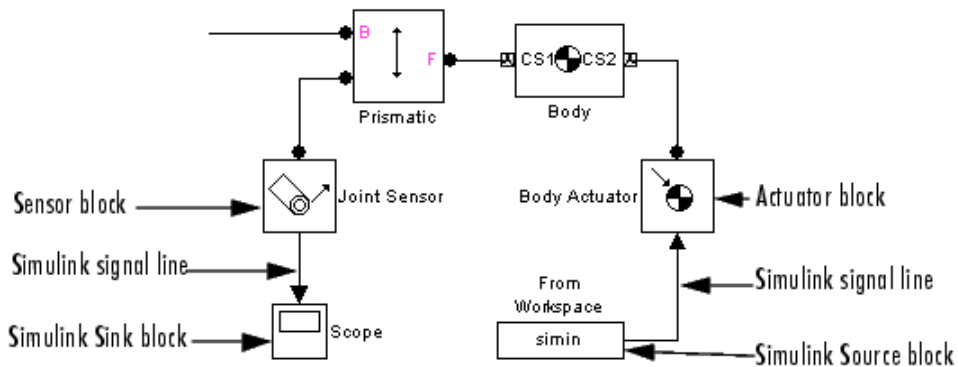 B
F
CS1 CS2
Prismatic
Body
Sensor block
Joint Sensor
Body Actuator
Actuator block
Simulink signal line
From
Workspace
Simulink signal line
Simulink Sink block
Scope
simin
Simulink Source block